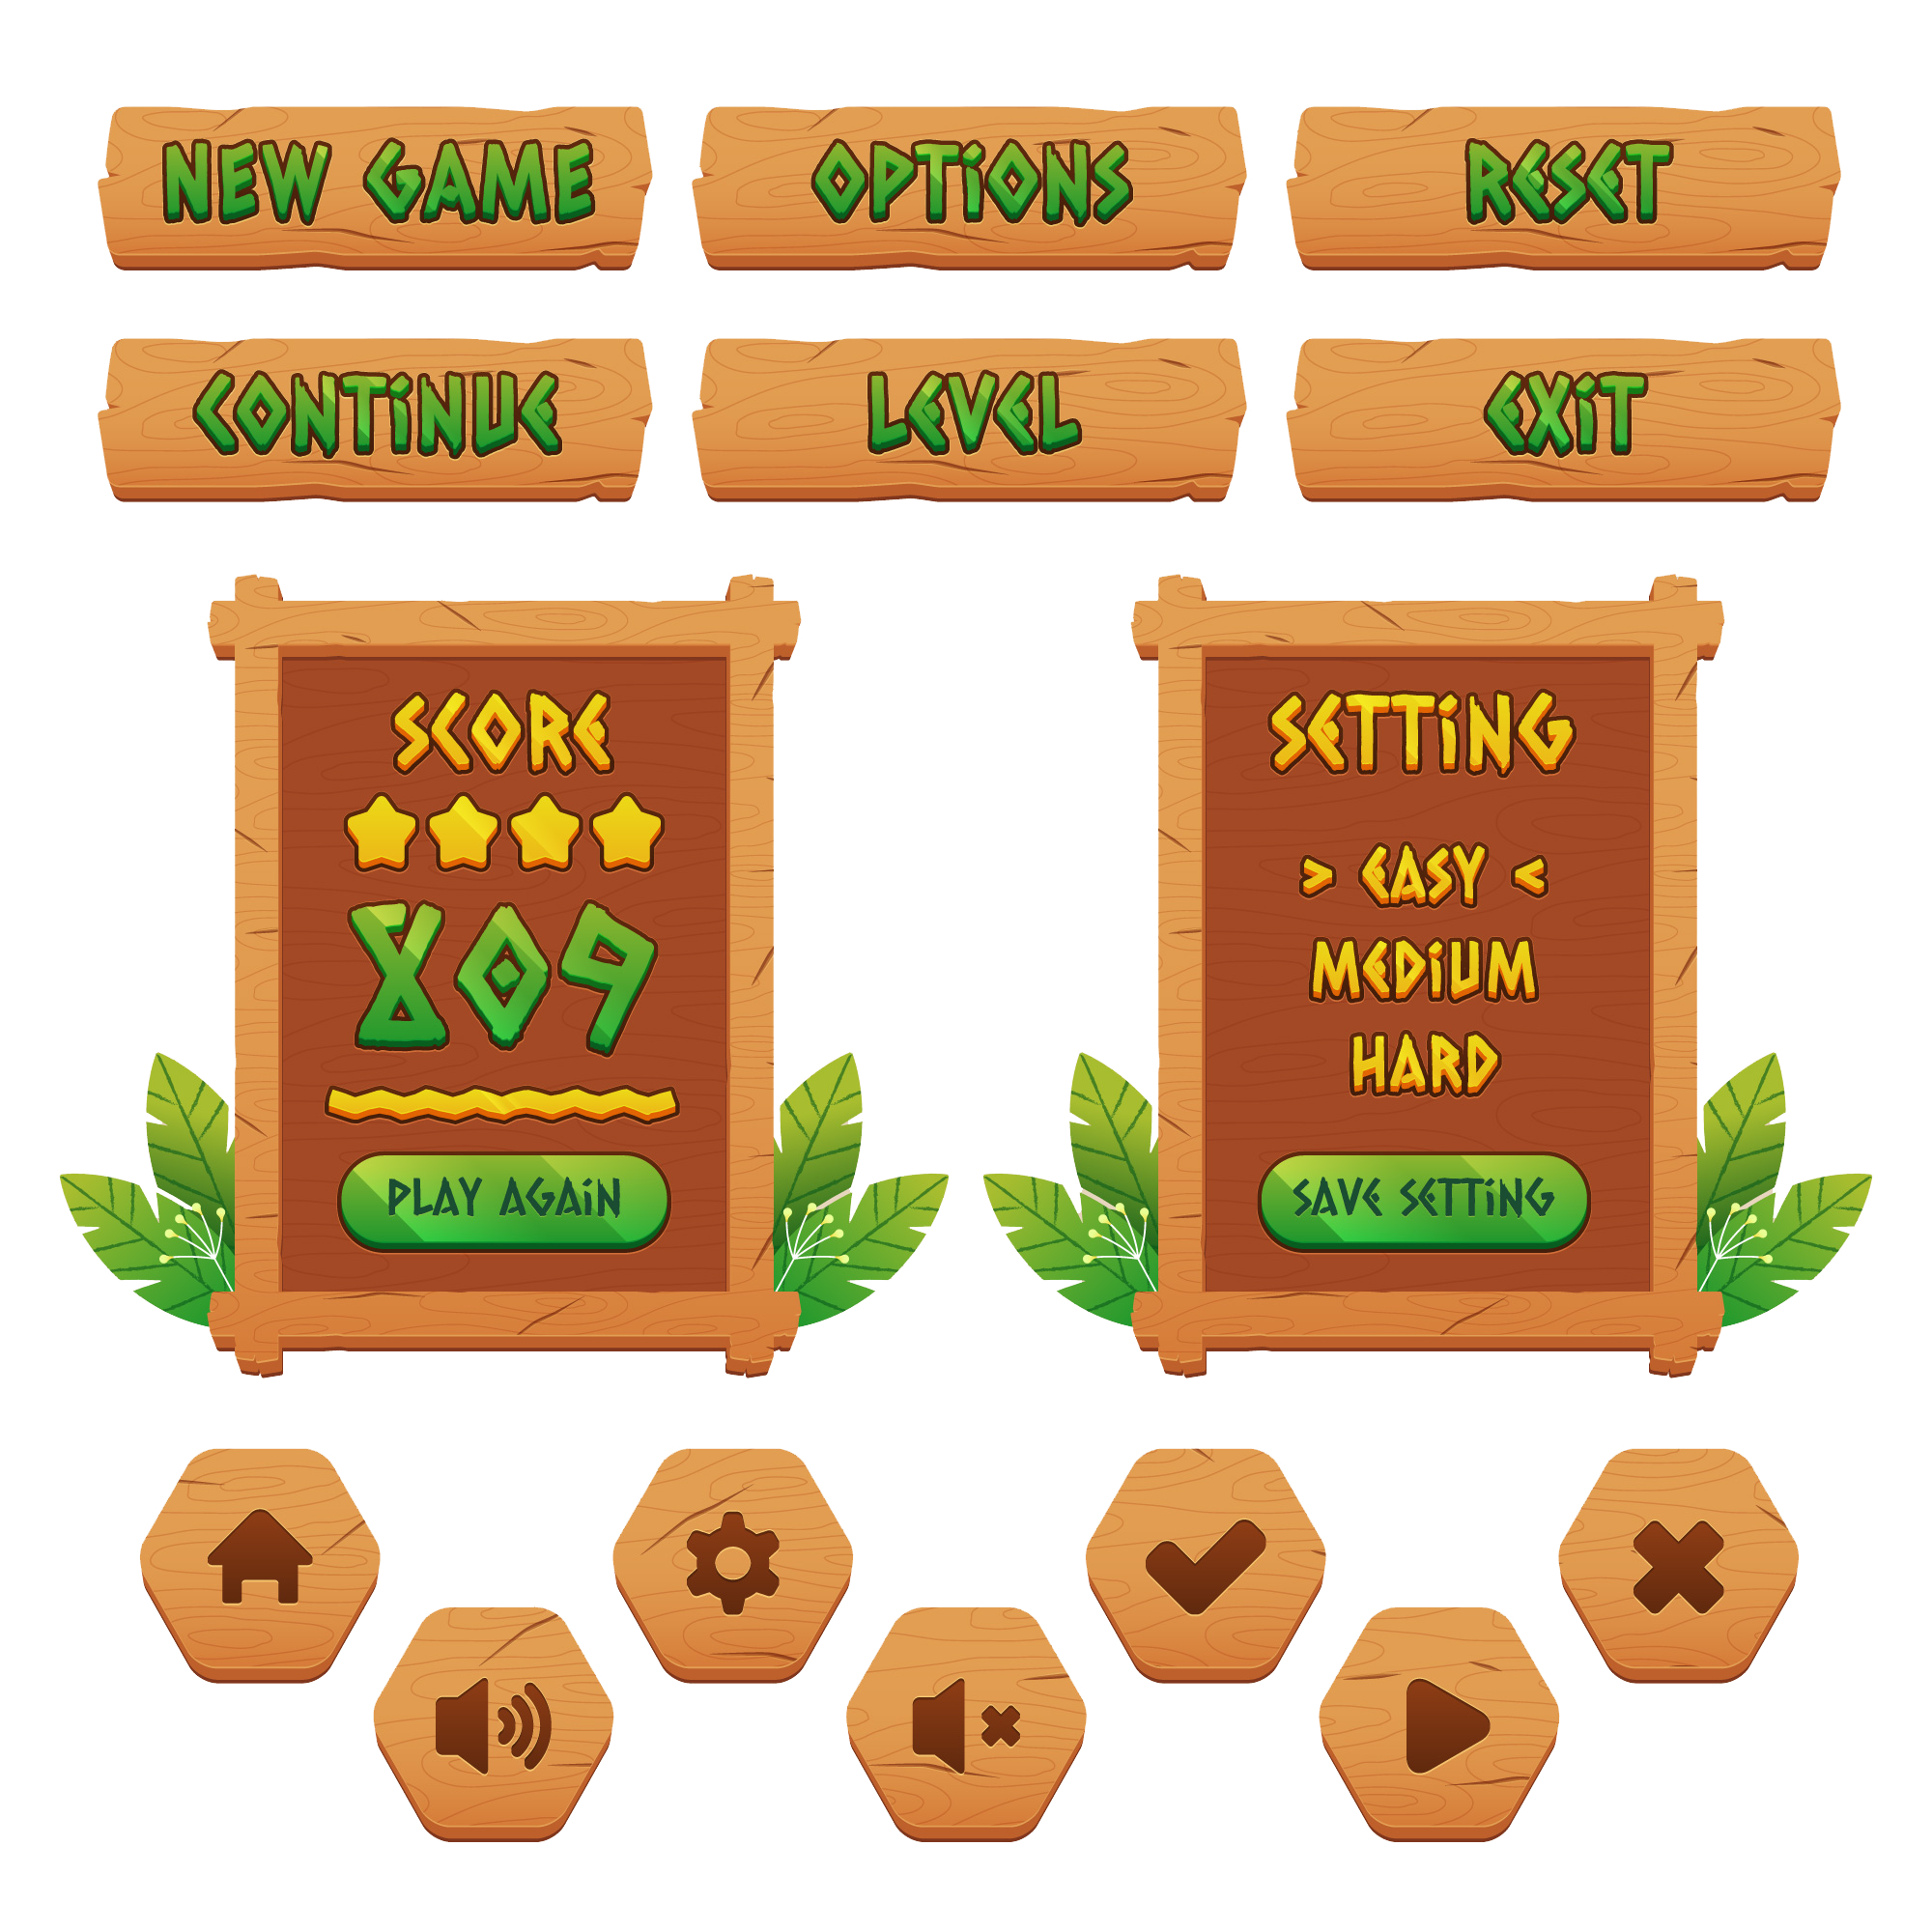 NEW GAME
OPTiONS
RESET
CONTiNUE
LEVEL
EXiT
SCORE
809
PLAY AGAiN
SETTiNG
> EASY <
MEDiUM
HARD
SAVE SETTiNG